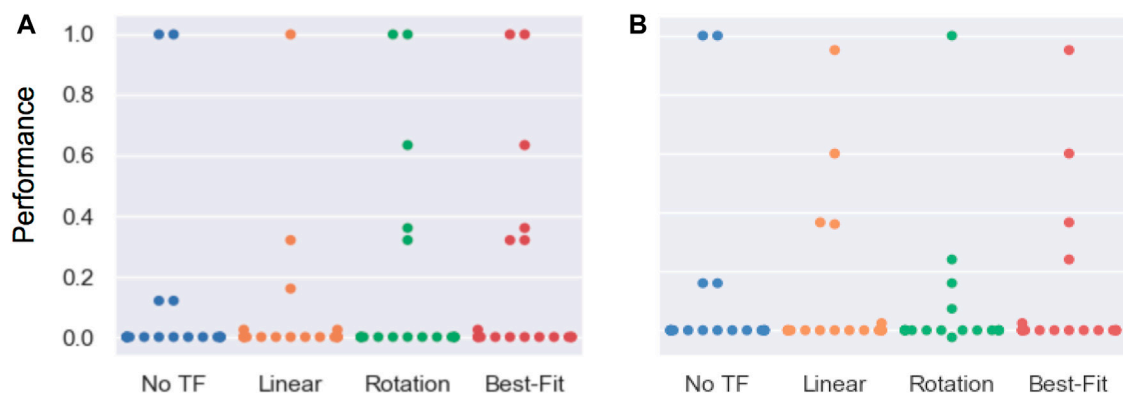 A
B
Performance
1.0
0.8
0.6
0.4
0.2
0.0
No TF Linear Rotation Best-Fit
No TF Linear Rotation Best-Fit